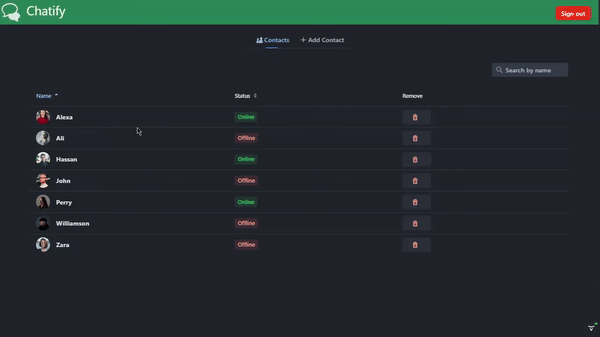 Chatify
Sign out
Contacts
Add Contact
Search by name
Name Status Remove
Alexa Online
Ali Offline
Hassan Online
John Offline
Perry Online
Williamson Offline
Zara Offline